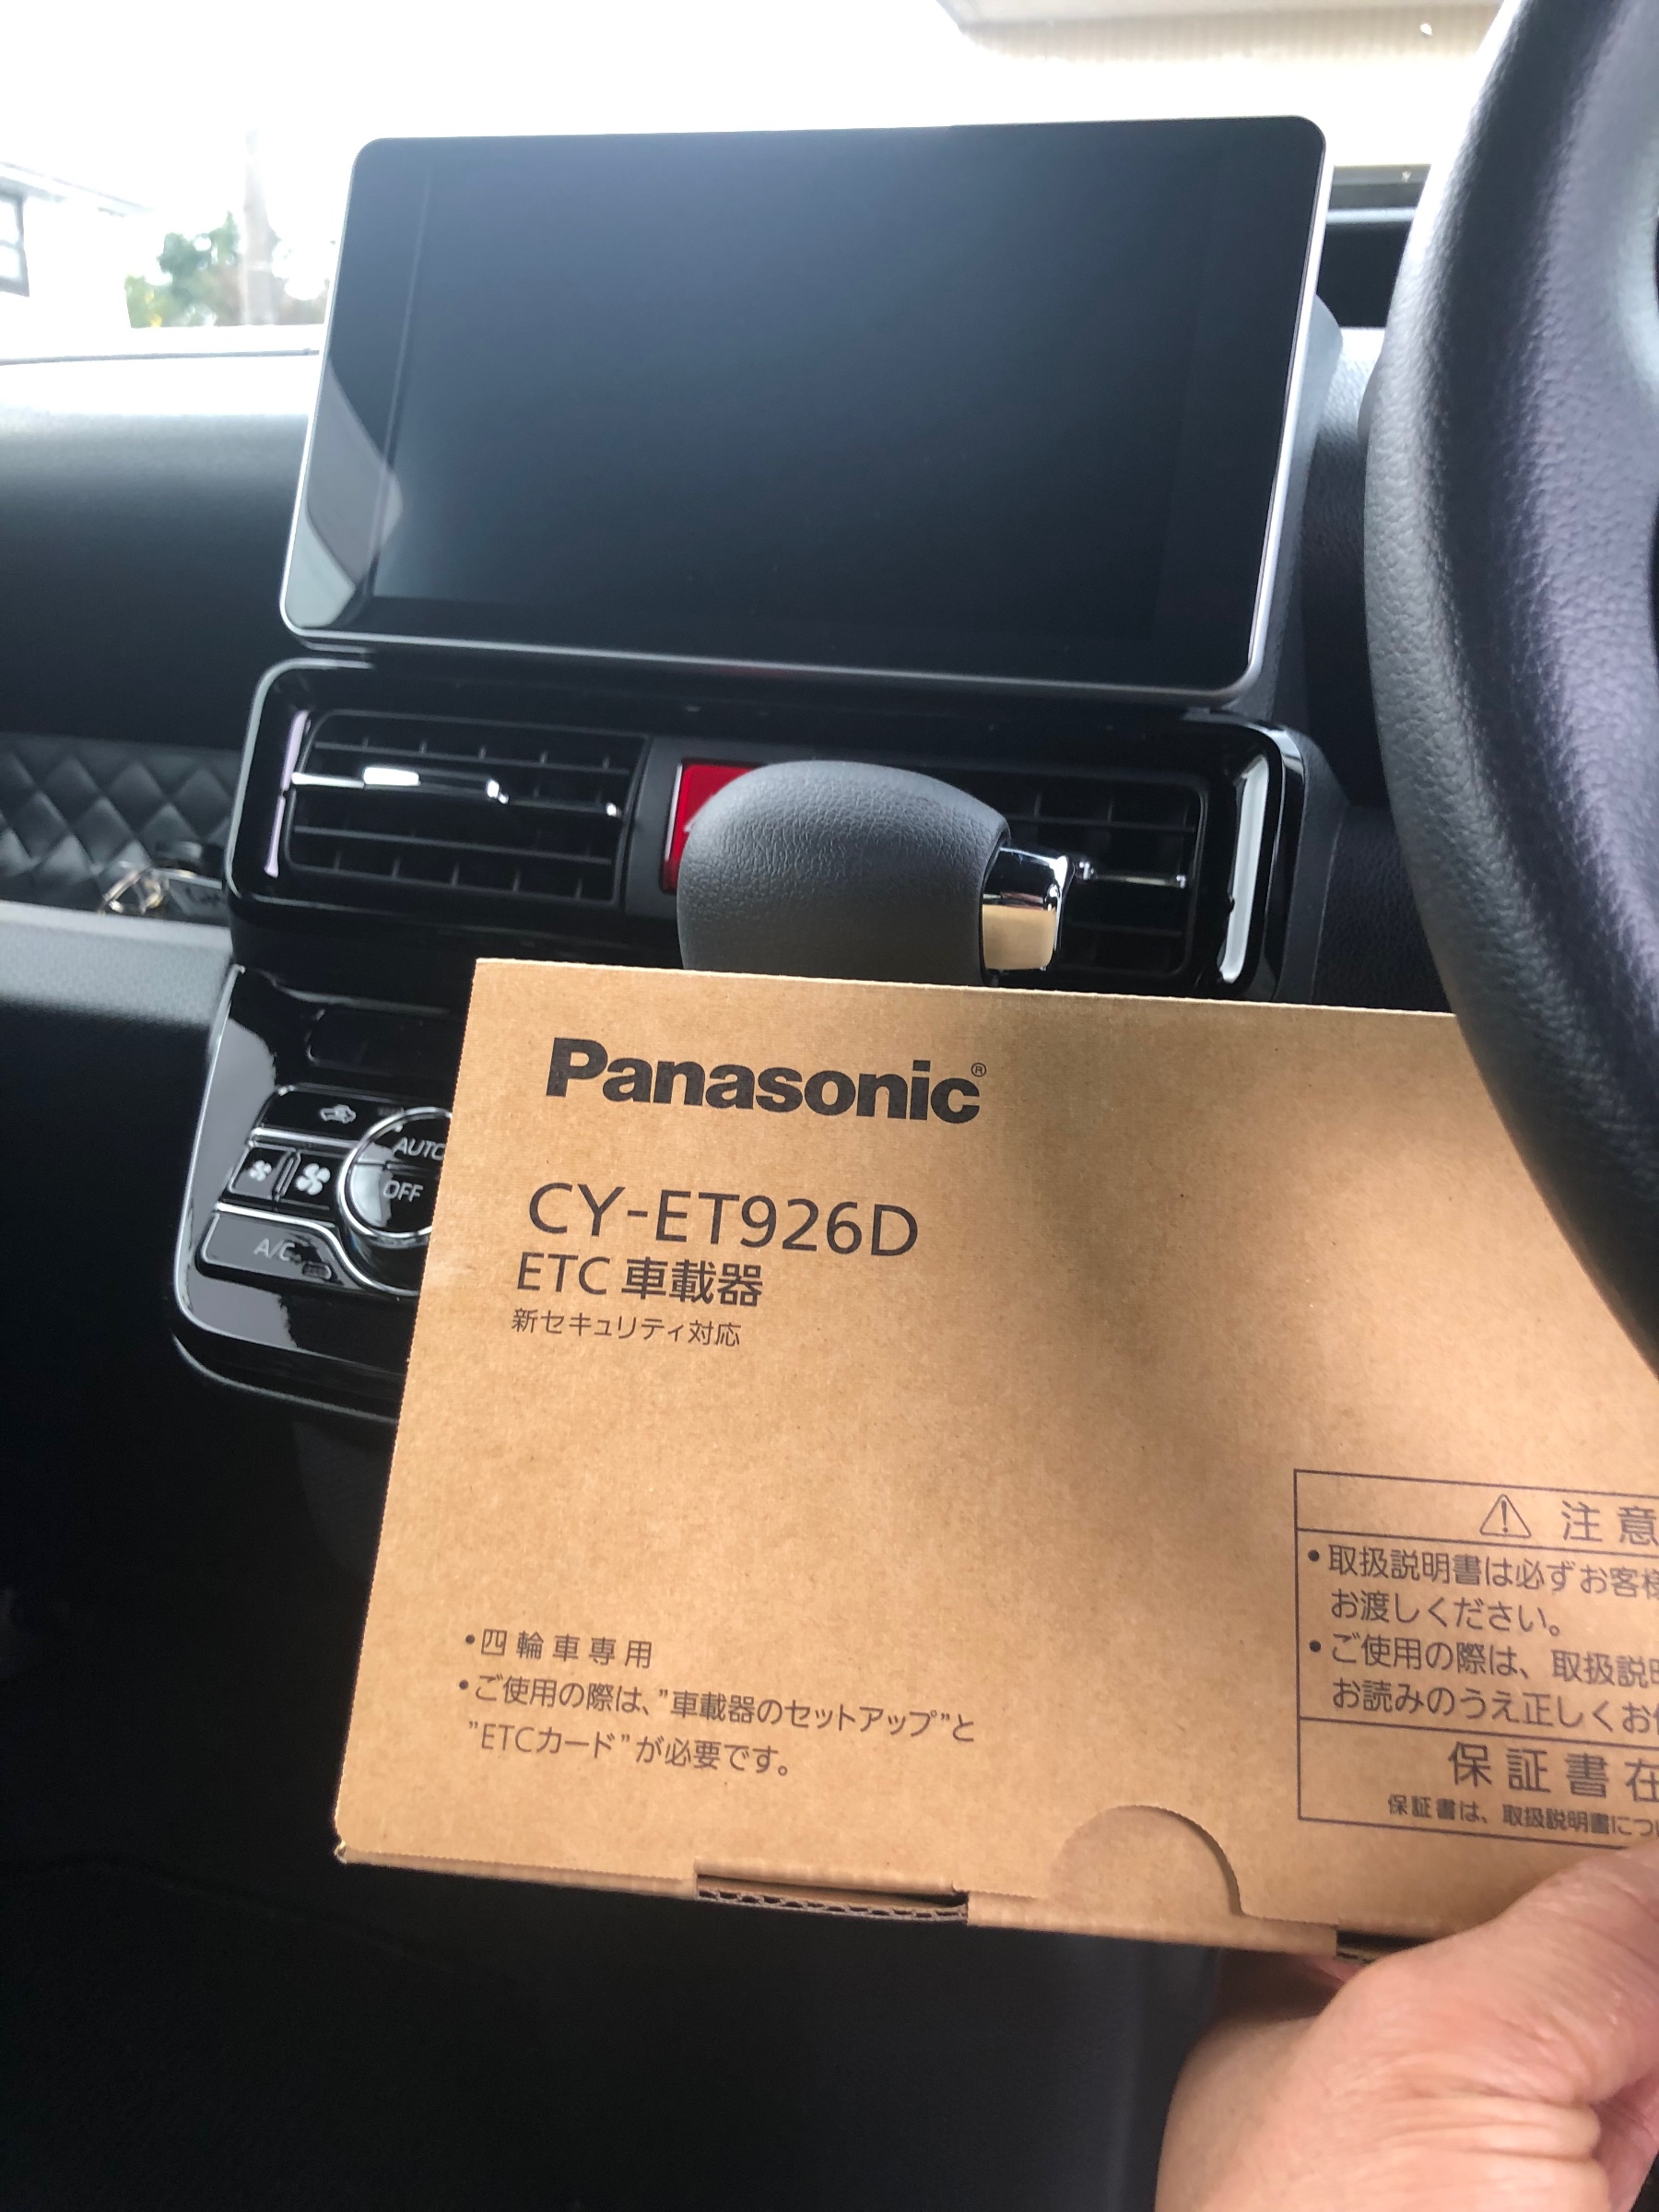 AUTO
OFF
A/C
Panasonic®
CY-ET926D
ETC 車載器
新セキュリティ対応
•四輪車専用
•ご使用の際は、”車載器のセットアップ”と
”ETCカード”が必要です。
⚠ 注意
•取扱説明書は必ずお客様
お渡しください。
•ご使用の際は、取扱説明
お読みのうえ正しくお使
保証書在
保証書は、取扱説明書につ